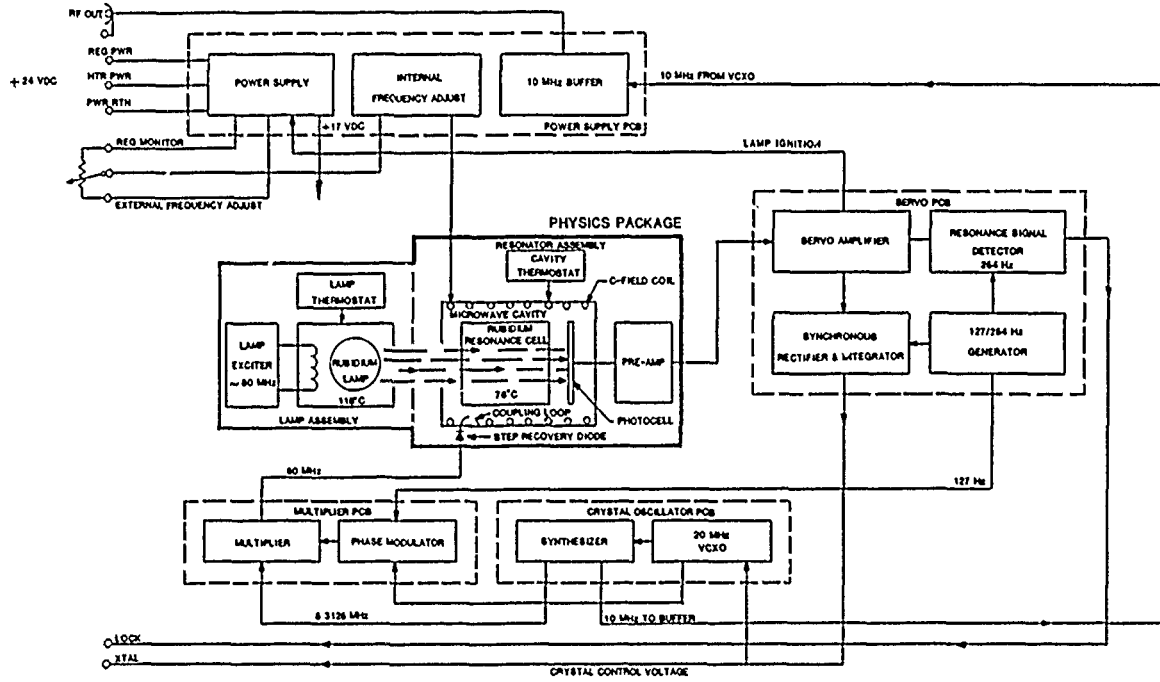 RF OUT
REG PWR
+ 24 VDC
HTR PWR
PWR RTN
POWER SUPPLY
INTERNAL
FREQUENCY ADJUST
10 MHz BUFFER
10 MHz FROM VCXO
+17 VDC
POWER SUPPLY PCB
REG MONITOR
LAMP IGNITION
EXTERNAL FREQUENCY ADJUST
SERVO PCB
SERVO AMPLIFIER
RESONANCE SIGNAL
DETECTOR
264 Hz
SYNCHRONOUS
RECTIFIER & INTEGRATOR
127/264 Hz
GENERATOR
PHYSICS PACKAGE
RESONATOR ASSEMBLY
CAVITY
THERMOSTAT
C-FIELD COIL
LAMP
THERMOSTAT
MICROWAVE CAVITY
RUBIDIUM
RESONANCE CELL
PRE-AMP
LAMP
EXCITER
~ 80 MHz
RUBIDIUM
LAMP
118°C
78°C
COUPLING LOOP
PHOTOCELL
LAMP ASSEMBLY
STEP RECOVERY DIODE
60 MHz
127 Hz
MULTIPLIER PCB
MULTIPLIER
PHASE MODULATOR
CRYSTAL OSCILLATOR PCB
SYNTHESIZER
20 MHz
VCXO
5 3125 MHz
10 MHz TO BUFFER
LOCK
XTAL
CRYSTAL CONTROL VOLTAGE